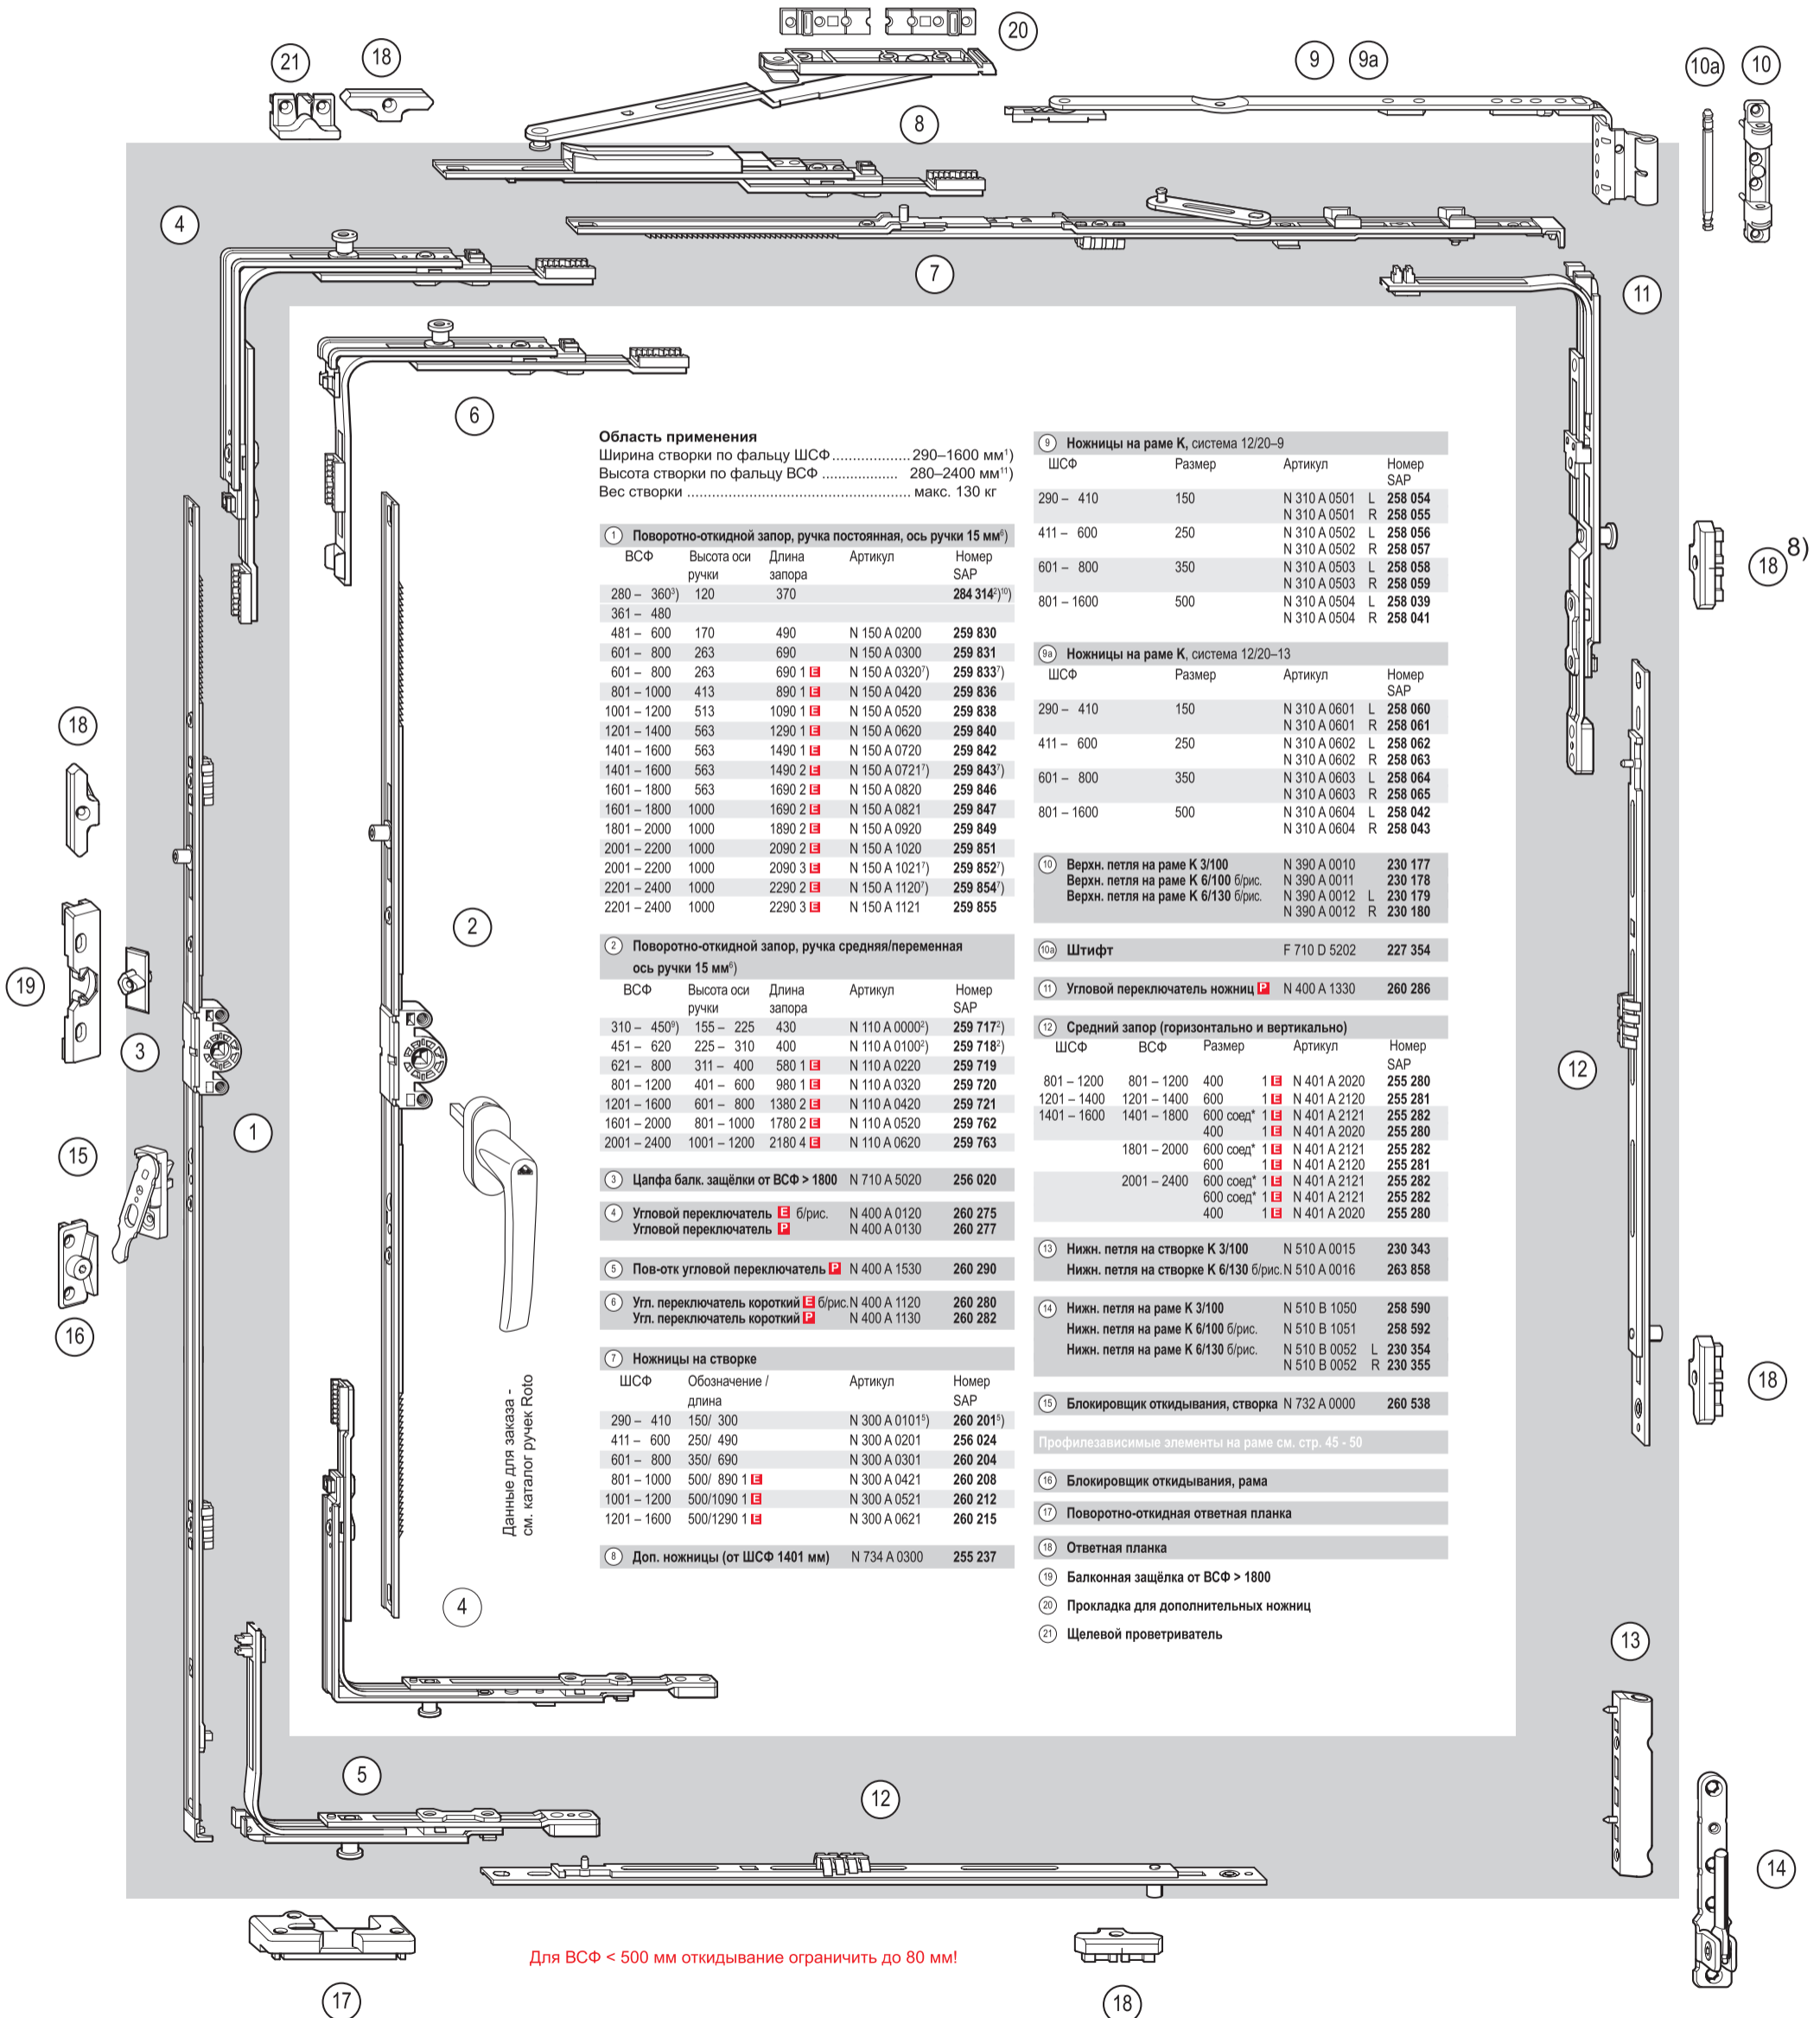 20
21
18
9
9a
10a
10
8
4
7
11
6
Область применения
Ширина створки по фальцу ШСФ ................... 290–1600 мм¹)
Высота створки по фальцу ВСФ .................. 280–2400 мм¹¹)
Вес створки ...................................................... макс. 130 кг
1 Поворотно-откидной запор, ручка постоянная, ось ручки 15 мм⁶)
ВСФ Высота оси Длина Артикул Номер
ручки запора SAP
280 – 360³) 120 370 284 314²)¹⁰)
361 – 480
481 – 600 170 490 N 150 A 0200 259 830
601 – 800 263 690 N 150 A 0300 259 831
601 – 800 263 690 1 E N 150 A 0320⁷) 259 833⁷)
801 – 1000 413 890 1 E N 150 A 0420 259 836
1001 – 1200 513 1090 1 E N 150 A 0520 259 838
1201 – 1400 563 1290 1 E N 150 A 0620 259 840
1401 – 1600 563 1490 1 E N 150 A 0720 259 842
1401 – 1600 563 1490 2 E N 150 A 0721⁷) 259 843⁷)
1601 – 1800 563 1690 2 E N 150 A 0820 259 846
1601 – 1800 1000 1690 2 E N 150 A 0821 259 847
1801 – 2000 1000 1890 2 E N 150 A 0920 259 849
2001 – 2200 1000 2090 2 E N 150 A 1020 259 851
2001 – 2200 1000 2090 3 E N 150 A 1021⁷) 259 852⁷)
2201 – 2400 1000 2290 2 E N 150 A 1120⁷) 259 854⁷)
2201 – 2400 1000 2290 3 E N 150 A 1121 259 855
2 Поворотно-откидной запор, ручка средняя/переменная
ось ручки 15 мм⁶)
ВСФ Высота оси Длина Артикул Номер
ручки запора SAP
310 – 450⁹) 155 – 225 430 N 110 A 0000²) 259 717²)
451 – 620 225 – 310 400 N 110 A 0100²) 259 718²)
621 – 800 311 – 400 580 1 E N 110 A 0220 259 719
801 – 1200 401 – 600 980 1 E N 110 A 0320 259 720
1201 – 1600 601 – 800 1380 2 E N 110 A 0420 259 721
1601 – 2000 801 – 1000 1780 2 E N 110 A 0520 259 762
2001 – 2400 1001 – 1200 2180 4 E N 110 A 0620 259 763
3 Цапфа балк. защёлки от ВСФ > 1800 N 710 A 5020 256 020
4 Угловой переключатель E б/рис. N 400 A 0120 260 275
Угловой переключатель P N 400 A 0130 260 277
5 Пов-отк угловой переключатель P N 400 A 1530 260 290
6 Угл. переключатель короткий E б/рис. N 400 A 1120 260 280
Угл. переключатель короткий P N 400 A 1130 260 282
7 Ножницы на створке
ШСФ Обозначение / Артикул Номер
длина SAP
290 – 410 150/ 300 N 300 A 0101⁵) 260 201⁵)
411 – 600 250/ 490 N 300 A 0201 256 024
601 – 800 350/ 690 N 300 A 0301 260 204
801 – 1000 500/ 890 1 E N 300 A 0421 260 208
1001 – 1200 500/1090 1 E N 300 A 0521 260 212
1201 – 1600 500/1290 1 E N 300 A 0621 260 215
8 Доп. ножницы (от ШСФ 1401 мм) N 734 A 0300 255 237
9 Ножницы на раме K, система 12/20–9
ШСФ Размер Артикул Номер
SAP
290 – 410 150 N 310 A 0501 L 258 054
N 310 A 0501 R 258 055
411 – 600 250 N 310 A 0502 L 258 056
N 310 A 0502 R 258 057
601 – 800 350 N 310 A 0503 L 258 058
N 310 A 0503 R 258 059
801 – 1600 500 N 310 A 0504 L 258 039
N 310 A 0504 R 258 041
9a Ножницы на раме K, система 12/20–13
ШСФ Размер Артикул Номер
SAP
290 – 410 150 N 310 A 0601 L 258 060
N 310 A 0601 R 258 061
411 – 600 250 N 310 A 0602 L 258 062
N 310 A 0602 R 258 063
601 – 800 350 N 310 A 0603 L 258 064
N 310 A 0603 R 258 065
801 – 1600 500 N 310 A 0604 L 258 042
N 310 A 0604 R 258 043
10 Верхн. петля на раме K 3/100 N 390 A 0010 230 177
Верхн. петля на раме K 6/100 б/рис. N 390 A 0011 230 178
Верхн. петля на раме K 6/130 б/рис. N 390 A 0012 L 230 179
N 390 A 0012 R 230 180
10a Штифт F 710 D 5202 227 354
11 Угловой переключатель ножниц P N 400 A 1330 260 286
12 Средний запор (горизонтально и вертикально)
ШСФ ВСФ Размер Артикул Номер
SAP
801 – 1200 801 – 1200 400 1 E N 401 A 2020 255 280
1201 – 1400 1201 – 1400 600 1 E N 401 A 2120 255 281
1401 – 1600 1401 – 1800 600 соед* 1 E N 401 A 2121 255 282
400 1 E N 401 A 2020 255 280
1801 – 2000 600 соед* 1 E N 401 A 2121 255 282
600 1 E N 401 A 2120 255 281
2001 – 2400 600 соед* 1 E N 401 A 2121 255 282
600 соед* 1 E N 401 A 2121 255 282
400 1 E N 401 A 2020 255 280
13 Нижн. петля на створке K 3/100 N 510 A 0015 230 343
Нижн. петля на створке K 6/130 б/рис. N 510 A 0016 263 858
14 Нижн. петля на раме K 3/100 N 510 B 1050 258 590
Нижн. петля на раме K 6/100 б/рис. N 510 B 1051 258 592
Нижн. петля на раме K 6/130 б/рис. N 510 B 0052 L 230 354
N 510 B 0052 R 230 355
15 Блокировщик откидывания, створка N 732 A 0000 260 538
Профилезависимые элементы на раме см. стр. 45 - 50
16 Блокировщик откидывания, рама
17 Поворотно-откидная ответная планка
18 Ответная планка
19 Балконная защёлка от ВСФ > 1800
20 Прокладка для дополнительных ножниц
21 Щелевой проветриватель
18 8)
18
2
19
3
12
1
15
16
18
Данные для заказа -
см. каталог ручек Roto
4
13
5
12
14
Для ВСФ < 500 мм откидывание ограничить до 80 мм!
17
18